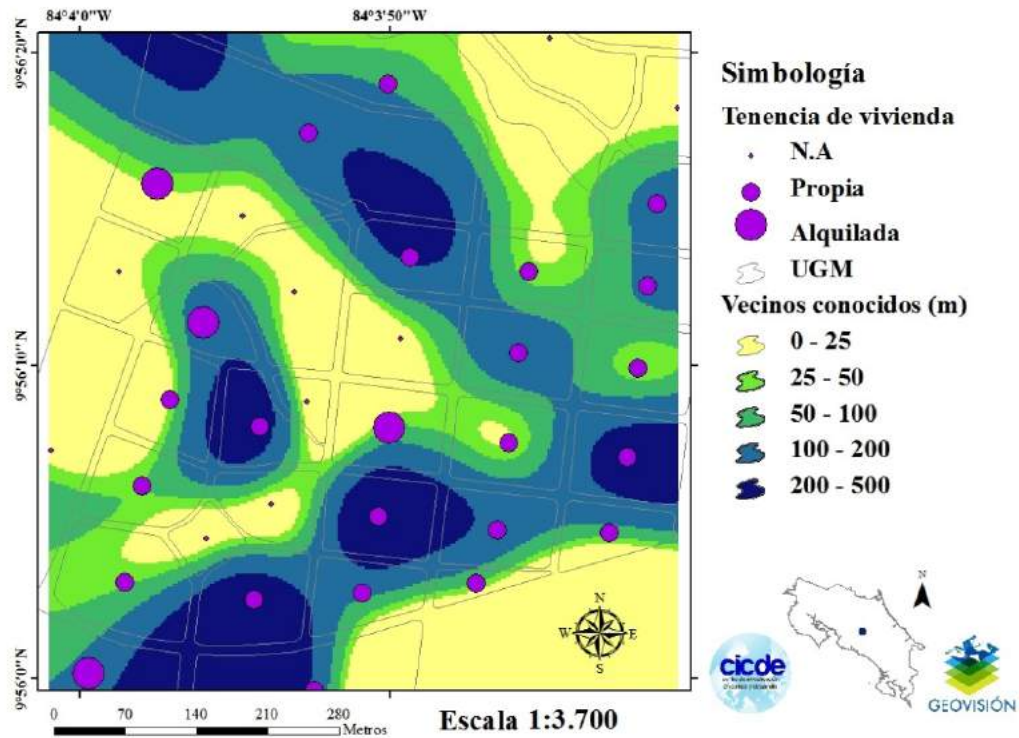 84°4'0"W
84°3'50"W
9°56'20"N
9°56'10"N
9°56'0"N
N
W
E
S
0 70 140 210 280
Metros
Escala 1:3.700
Simbología
Tenencia de vivienda
N.A
Propia
Alquilada
UGM
Vecinos conocidos (m)
0 - 25
25 - 50
50 - 100
100 - 200
200 - 500
N
cicde
GEOVISIÓN